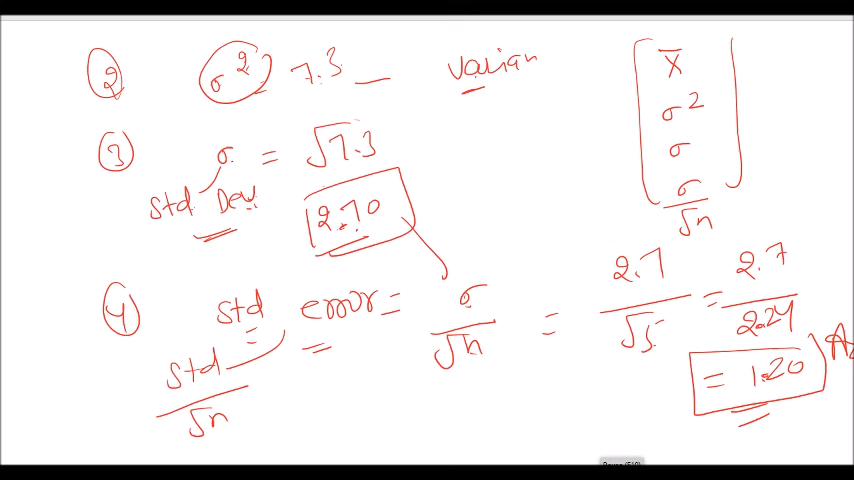 ② σ² 7.3 Varian
③ σ = √7.3
Std Dev
2.70
④ Std error = σ/√n = 2.7/√5 = 2.7/2.24
= 1.20
Std/√n
X̄
σ²
σ
σ/√n